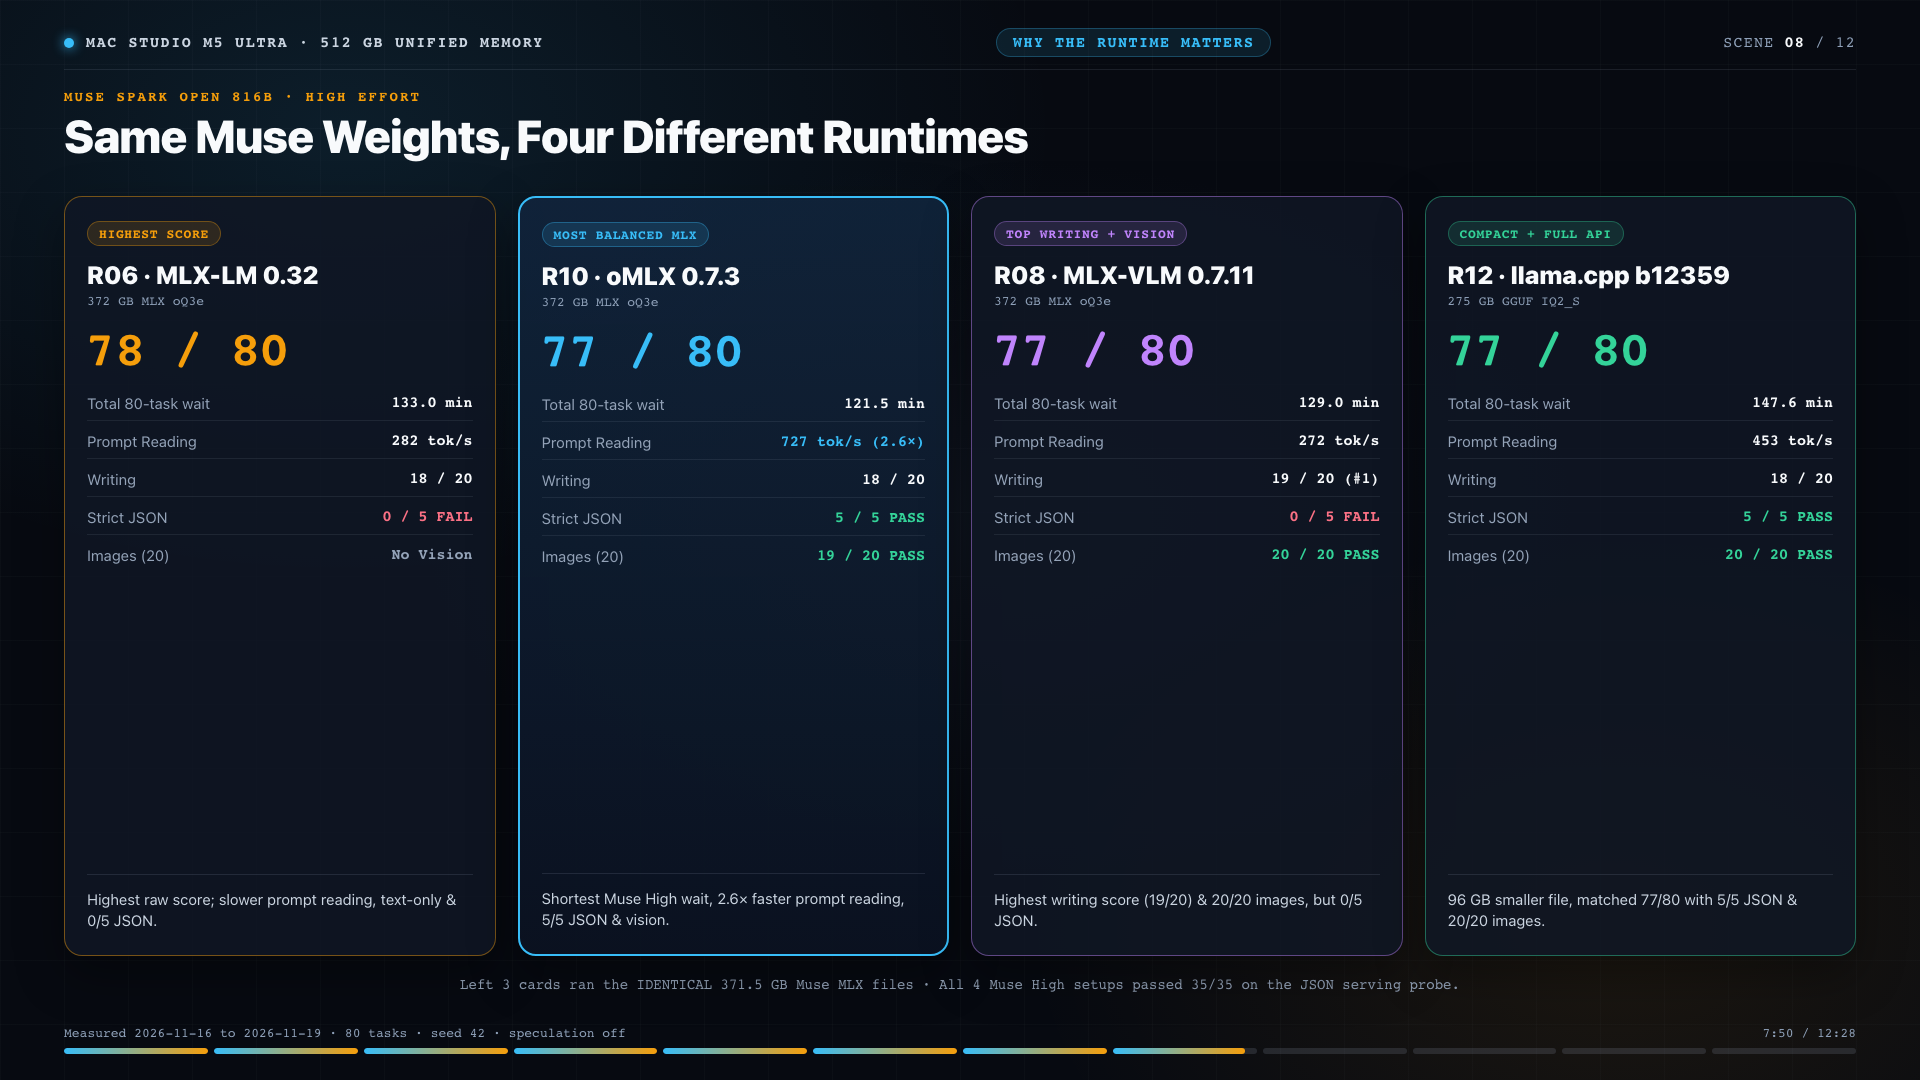 MAC STUDIO M5 ULTRA · 512 GB UNIFIED MEMORY
WHY THE RUNTIME MATTERS
SCENE 08 / 12
MUSE SPARK OPEN 816B · HIGH EFFORT
Same Muse Weights, Four Different Runtimes
HIGHEST SCORE
R06 · MLX-LM 0.32
372 GB MLX oQ3e
78 / 80
Total 80-task wait 133.0 min
Prompt Reading 282 tok/s
Writing 18 / 20
Strict JSON 0 / 5 FAIL
Images (20) No Vision
Highest raw score; slower prompt reading, text-only &
0/5 JSON.
MOST BALANCED MLX
R10 · oMLX 0.7.3
372 GB MLX oQ3e
77 / 80
Total 80-task wait 121.5 min
Prompt Reading 727 tok/s (2.6×)
Writing 18 / 20
Strict JSON 5 / 5 PASS
Images (20) 19 / 20 PASS
Shortest Muse High wait, 2.6× faster prompt reading,
5/5 JSON & vision.
TOP WRITING + VISION
R08 · MLX-VLM 0.7.11
372 GB MLX oQ3e
77 / 80
Total 80-task wait 129.0 min
Prompt Reading 272 tok/s
Writing 19 / 20 (#1)
Strict JSON 0 / 5 FAIL
Images (20) 20 / 20 PASS
Highest writing score (19/20) & 20/20 images, but 0/5
JSON.
COMPACT + FULL API
R12 · llama.cpp b12359
275 GB GGUF IQ2_S
77 / 80
Total 80-task wait 147.6 min
Prompt Reading 453 tok/s
Writing 18 / 20
Strict JSON 5 / 5 PASS
Images (20) 20 / 20 PASS
96 GB smaller file, matched 77/80 with 5/5 JSON &
20/20 images.
Left 3 cards ran the IDENTICAL 371.5 GB Muse MLX files · All 4 Muse High setups passed 35/35 on the JSON serving probe.
Measured 2026-11-16 to 2026-11-19 · 80 tasks · seed 42 · speculation off
7:50 / 12:28